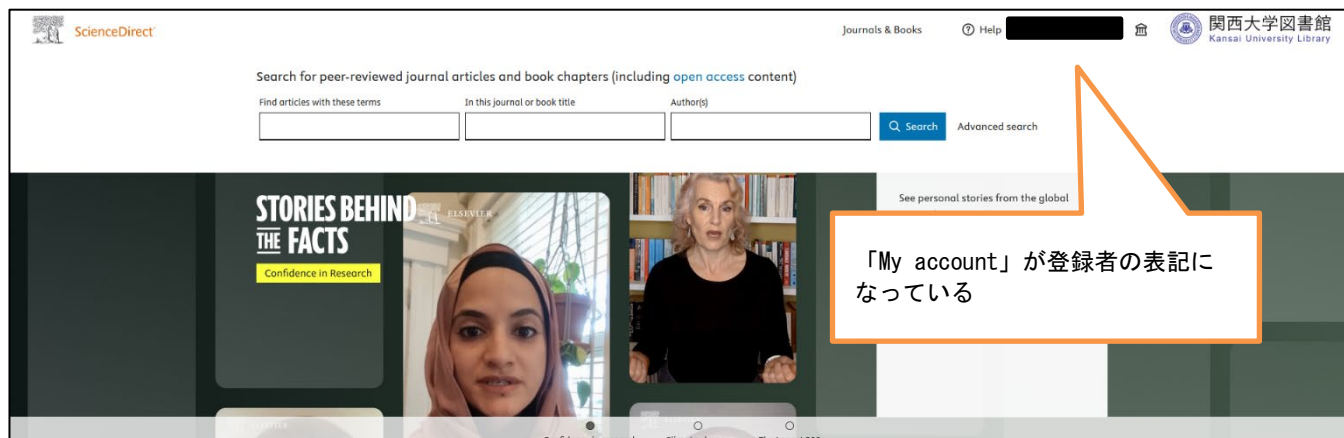 ScienceDirect
Journals & Books
Help
関西大学図書館
Kansai University Library
Search for peer-reviewed journal articles and book chapters (including open access content)
Find articles with these terms
In this journal or book title
Author(s)
Search
Advanced search
STORIES BEHIND
THE FACTS
ELSEVIER
Confidence in Research
See personal stories from the global
「My account」が登録者の表記に
なっている